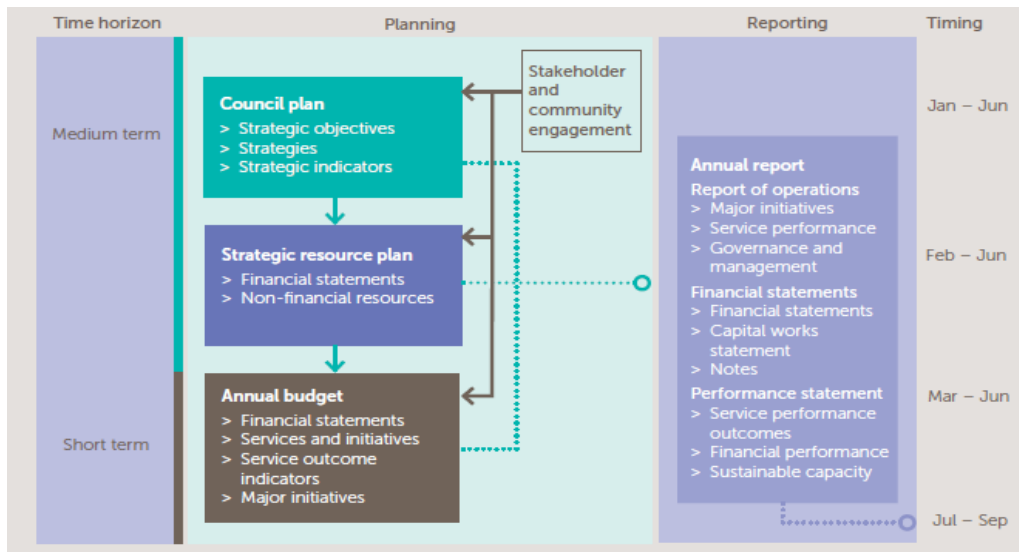 Time horizon
Planning
Reporting
Timing
Medium term
Short term
Council plan
> Strategic objectives
> Strategies
> Strategic indicators
Stakeholder
and
community
engagement
Strategic resource plan
> Financial statements
> Non-financial resources
Annual budget
> Financial statements
> Services and initiatives
> Service outcome
indicators
> Major initiatives
Annual report
Report of operations
> Major initiatives
> Service performance
> Governance and
management
Financial statements
> Financial statements
> Capital works
statement
> Notes
Performance statement
> Service performance
outcomes
> Financial performance
> Sustainable capacity
Jan – Jun
Feb – Jun
Mar – Jun
Jul – Sep